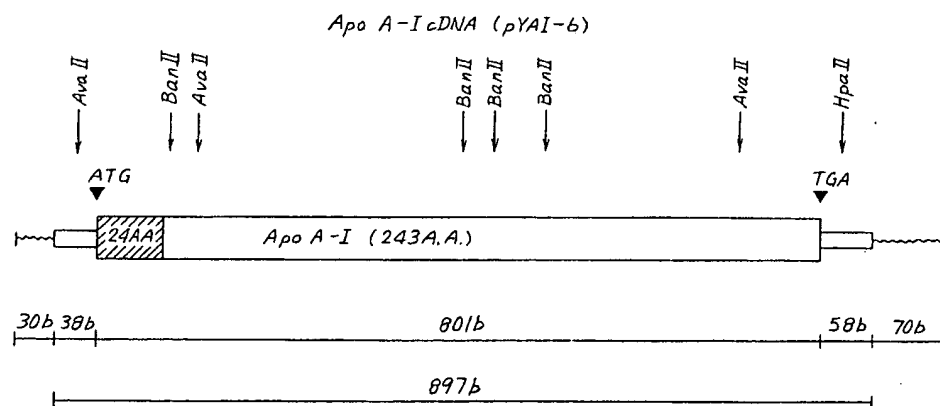 Apo A-I cDNA (pYAI-6)
Ava II
Ban II
Ava II
Ban II
Ban II
Ban II
Ava II
Hpa II
ATG
TGA
24AA
Apo A-I (243A.A.)
30b
38b
801b
58b
70b
897b